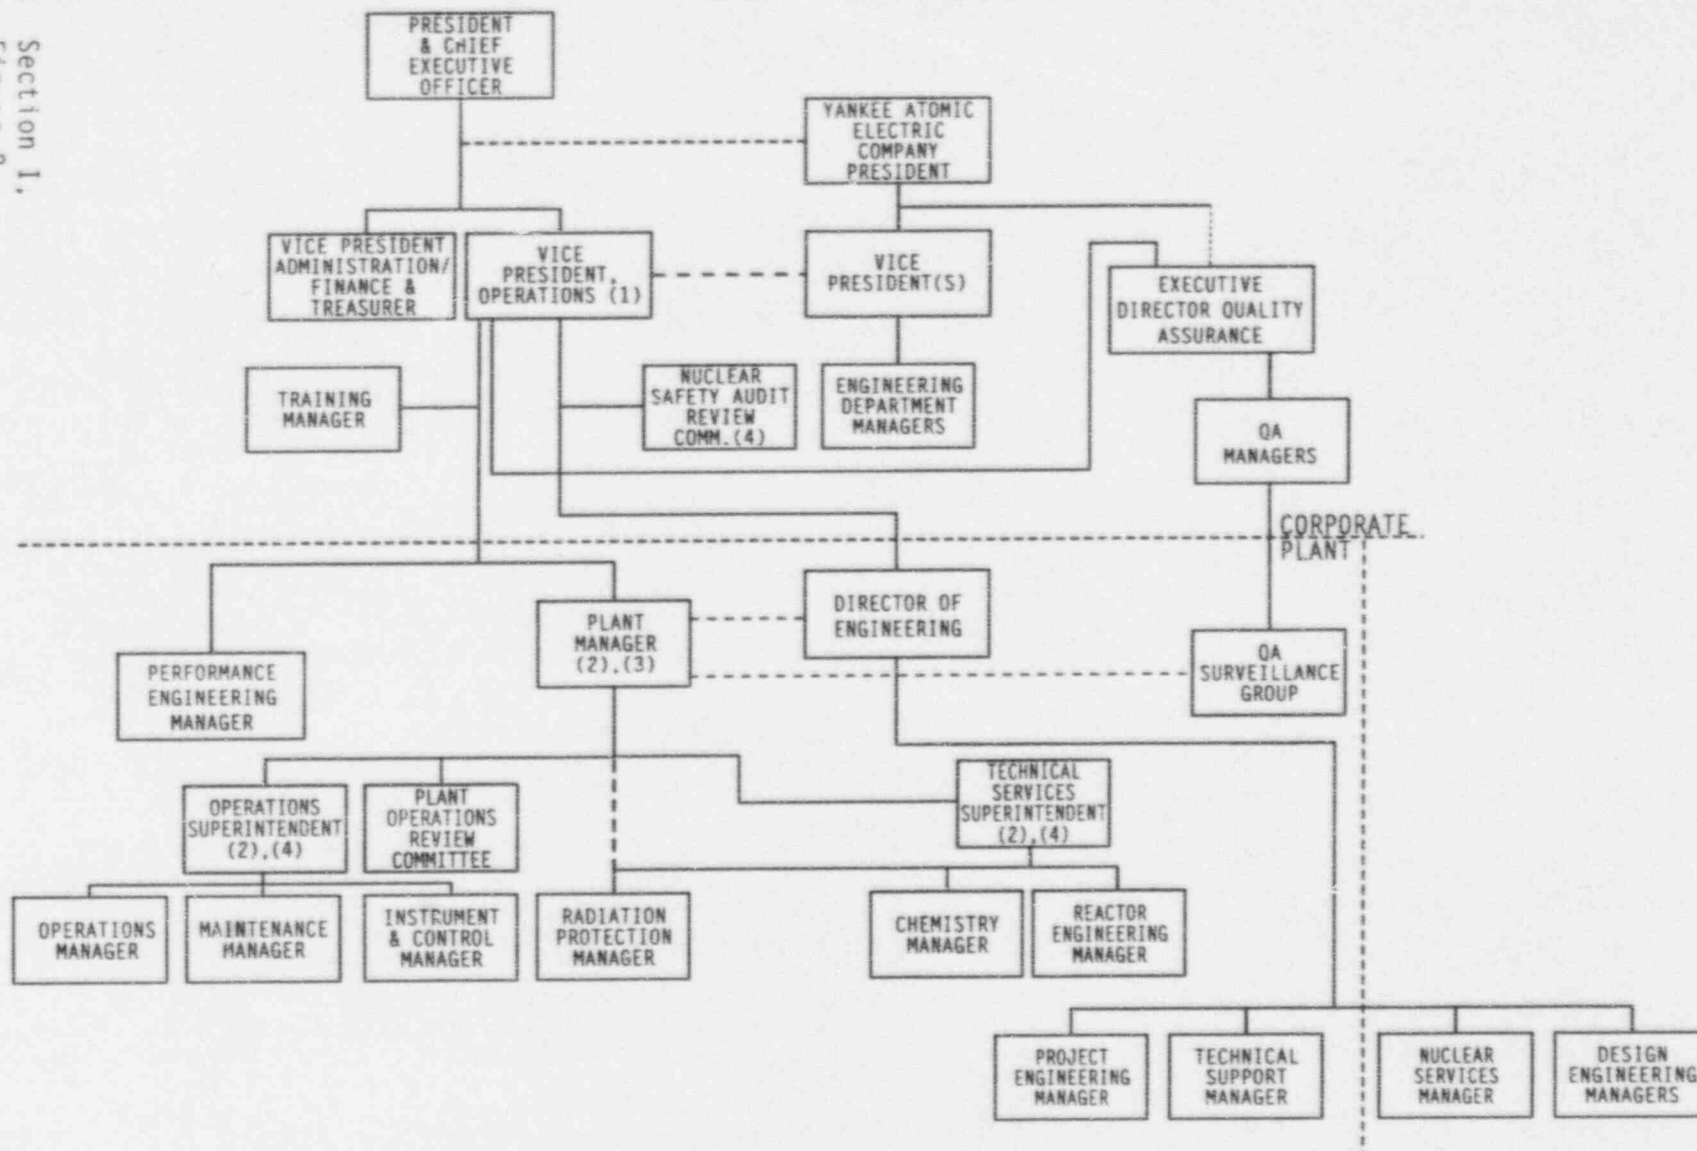 Section I,
PRESIDENT
& CHIEF
EXECUTIVE
OFFICER
YANKEE ATOMIC
ELECTRIC
COMPANY
PRESIDENT
VICE PRESIDENT
ADMINISTRATION/
FINANCE &
TREASURER
VICE
PRESIDENT,
OPERATIONS (1)
VICE
PRESIDENT(S)
EXECUTIVE
DIRECTOR QUALITY
ASSURANCE
TRAINING
MANAGER
NUCLEAR
SAFETY AUDIT
REVIEW
COMM.(4)
ENGINEERING
DEPARTMENT
MANAGERS
QA
MANAGERS
CORPORATE
PLANT
PERFORMANCE
ENGINEERING
MANAGER
PLANT
MANAGER
(2),(3)
DIRECTOR OF
ENGINEERING
QA
SURVEILLANCE
GROUP
OPERATIONS
SUPERINTENDENT
(2),(4)
PLANT
OPERATIONS
REVIEW
COMMITTEE
TECHNICAL
SERVICES
SUPERINTENDENT
(2),(4)
OPERATIONS
MANAGER
MAINTENANCE
MANAGER
INSTRUMENT
& CONTROL
MANAGER
RADIATION
PROTECTION
MANAGER
CHEMISTRY
MANAGER
REACTOR
ENGINEERING
MANAGER
PROJECT
ENGINEERING
MANAGER
TECHNICAL
SUPPORT
MANAGER
NUCLEAR
SERVICES
MANAGER
DESIGN
ENGINEERING
MANAGERS